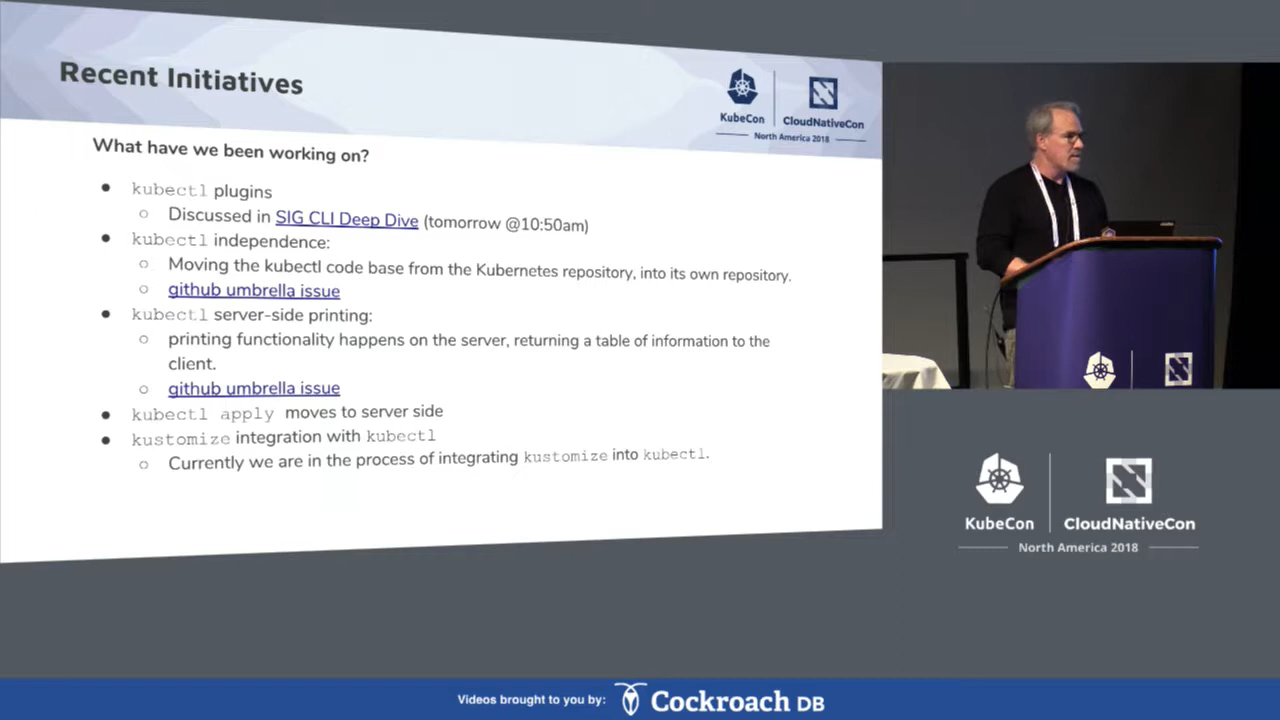 Recent Initiatives
KubeCon
CloudNativeCon
North America 2018
What have we been working on?
kubectl plugins
Discussed in SIG CLI Deep Dive (tomorrow @10:50am)
kubectl independence:
Moving the kubectl code base from the Kubernetes repository, into its own repository.
github umbrella issue
kubectl server-side printing:
printing functionality happens on the server, returning a table of information to the
client.
github umbrella issue
kubectl apply moves to server side
kustomize integration with kubectl
Currently we are in the process of integrating kustomize into kubectl.
KubeCon
CloudNativeCon
North America 2018
Videos brought to you by: Cockroach DB